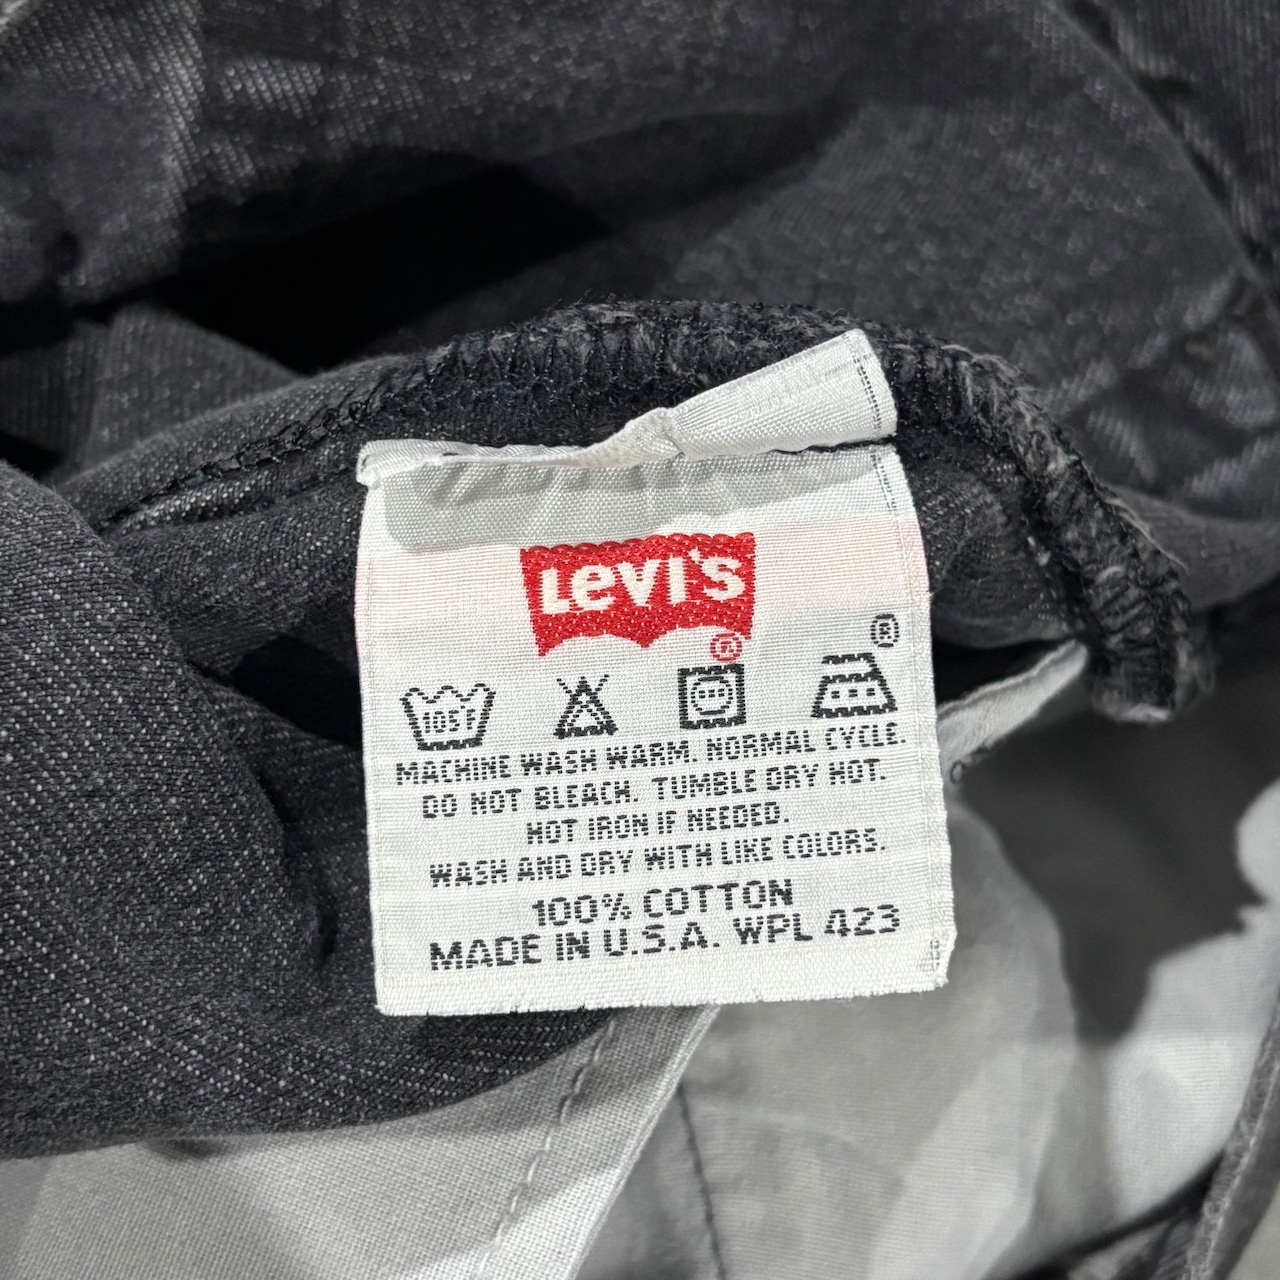 LEVI'S
®
®
105F
MACHINE WASH WARM. NORMAL CYCLE.
DO NOT BLEACH. TUMBLE DRY HOT.
HOT IRON IF NEEDED.
WASH AND DRY WITH LIKE COLORS.
100% COTTON
MADE IN U.S.A. WPL 423